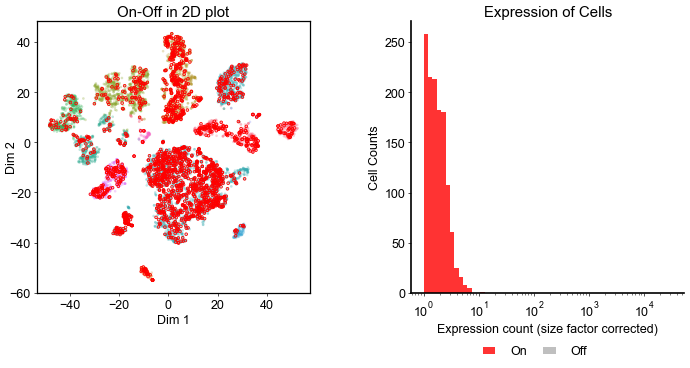 On-Off in 2D plot
Expression of Cells
40
20
0
−20
−40
−60
Dim 2
−40 −20 0 20 40
Dim 1
250
200
150
100
50
0
Cell Counts
10^0 10^1 10^2 10^3 10^4
Expression count (size factor corrected)
On Off